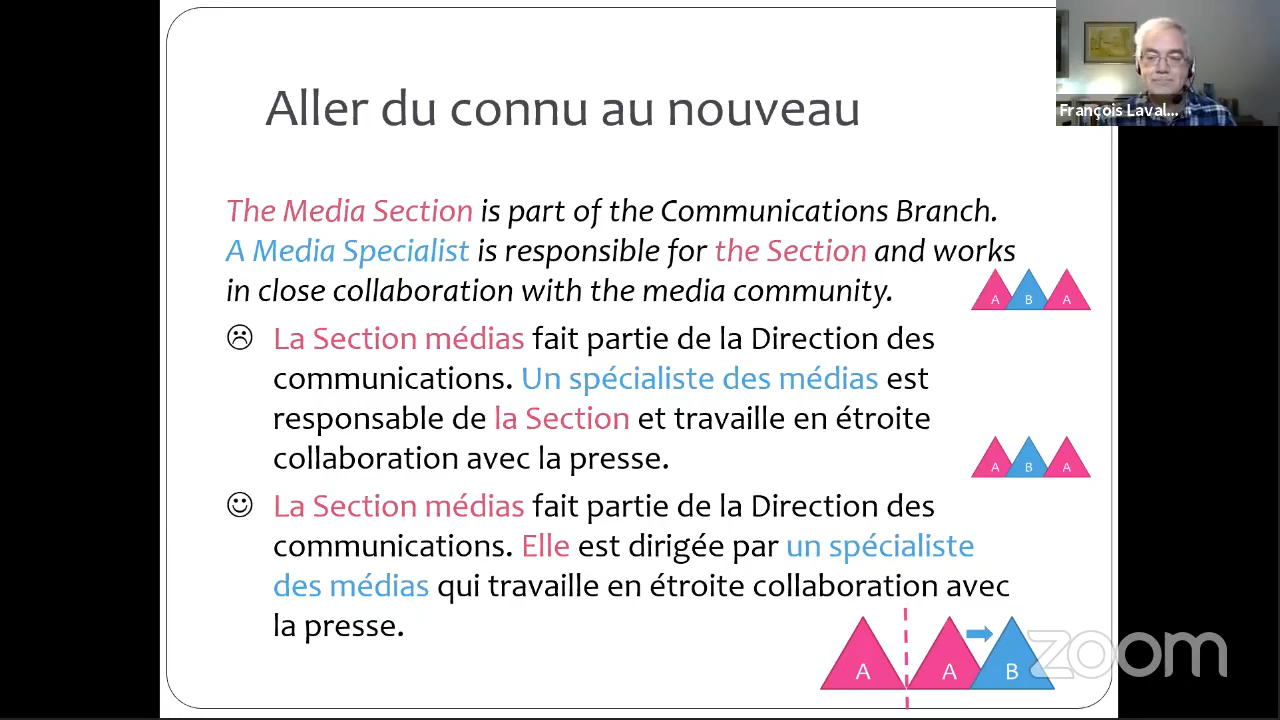 Aller du connu au nouveau
François Laval...
The Media Section is part of the Communications Branch.
A Media Specialist is responsible for the Section and works
in close collaboration with the media community.
A B A
La Section médias fait partie de la Direction des
communications. Un spécialiste des médias est
responsable de la Section et travaille en étroite
collaboration avec la presse.
A B A
La Section médias fait partie de la Direction des
communications. Elle est dirigée par un spécialiste
des médias qui travaille en étroite collaboration avec
la presse.
A A B
zoom